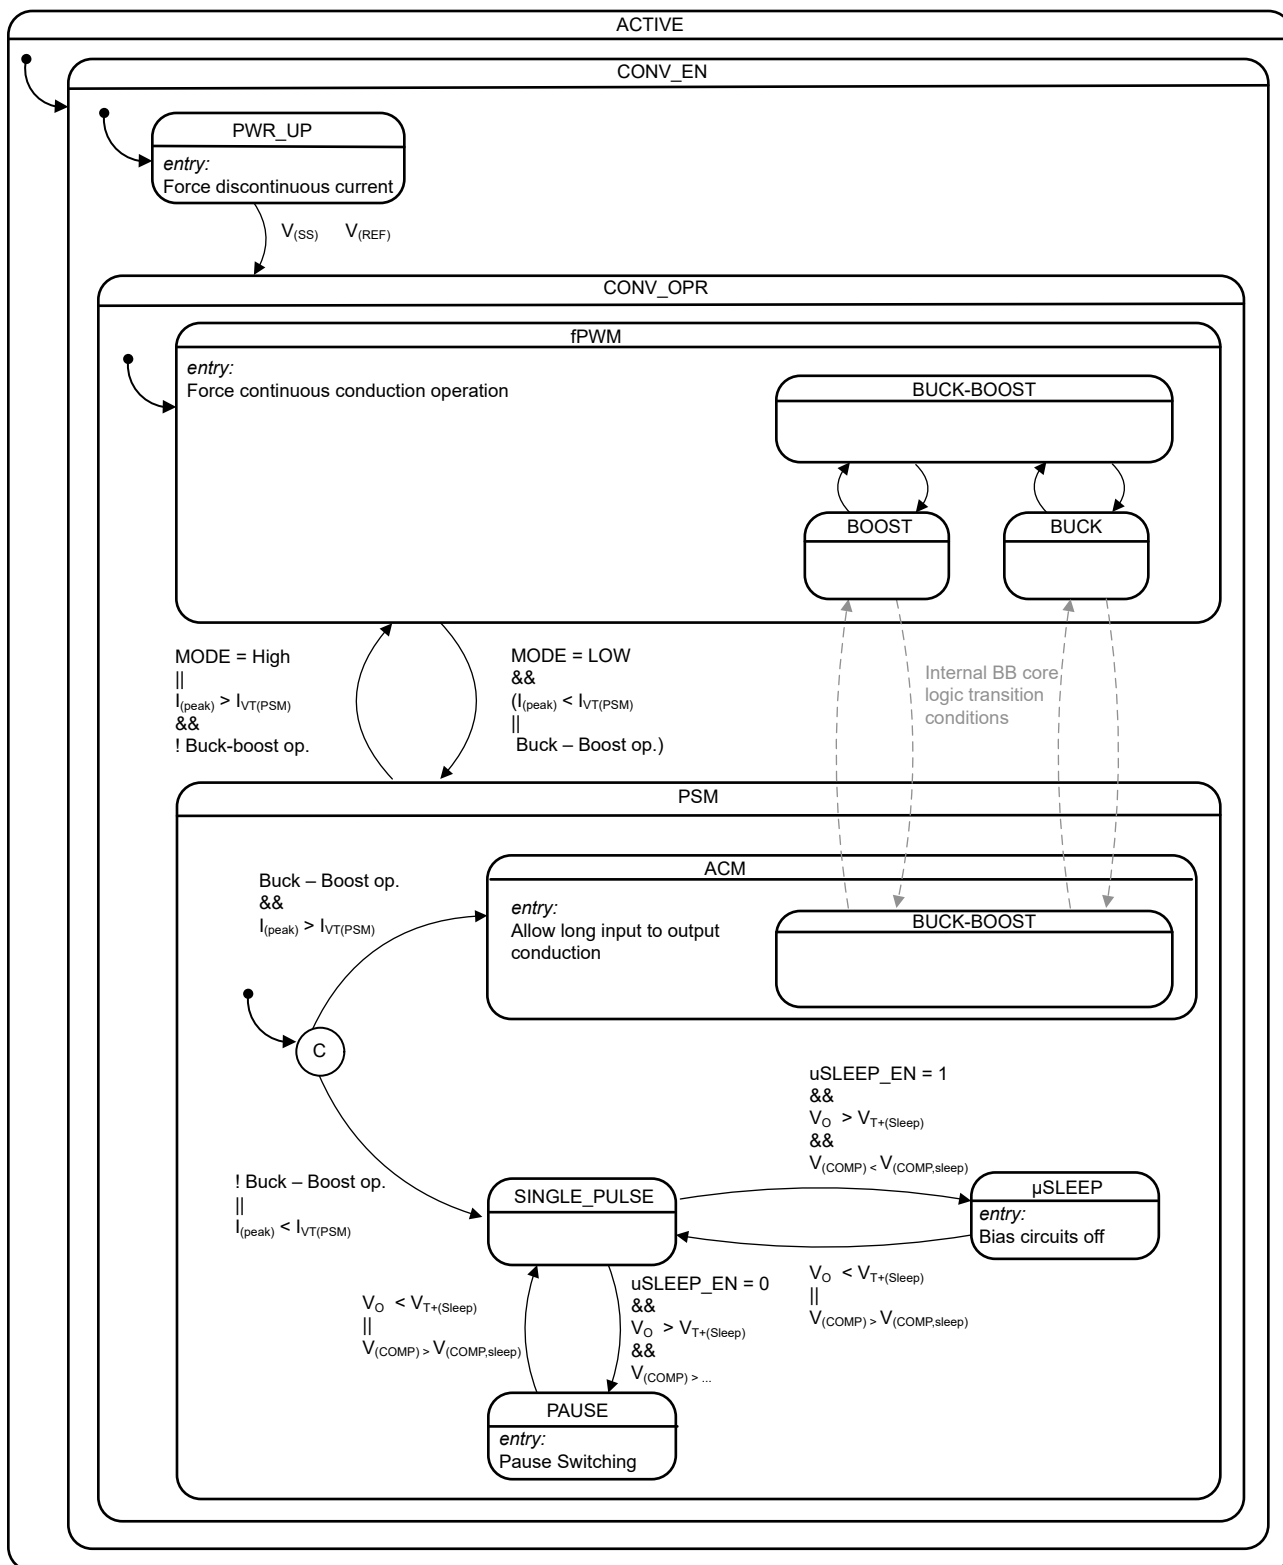 ACTIVE
CONV_EN
PWR_UP
entry:
Force discontinuous current
V(SS) V(REF)
CONV_OPR
fPWM
entry:
Force continuous conduction operation
BUCK-BOOST
BOOST
BUCK
MODE = High
||
I(peak) > IVT(PSM)
&&
! Buck-boost op.
MODE = LOW
&&
(I(peak) < IVT(PSM)
||
Buck – Boost op.)
Internal BB core
logic transition
conditions
PSM
ACM
entry:
Allow long input to output
conduction
BUCK-BOOST
Buck – Boost op.
&&
I(peak) > IVT(PSM)
C
! Buck – Boost op.
||
I(peak) < IVT(PSM)
uSLEEP_EN = 1
&&
VO > VT+(Sleep)
&&
V(COMP) < V(COMP,sleep)
SINGLE_PULSE
µSLEEP
entry:
Bias circuits off
VO < VT+(Sleep)
||
V(COMP) > V(COMP,sleep)
uSLEEP_EN = 0
&&
VO > VT+(Sleep)
&&
V(COMP) > ...
VO < VT+(Sleep)
||
V(COMP) > V(COMP,sleep)
PAUSE
entry:
Pause Switching